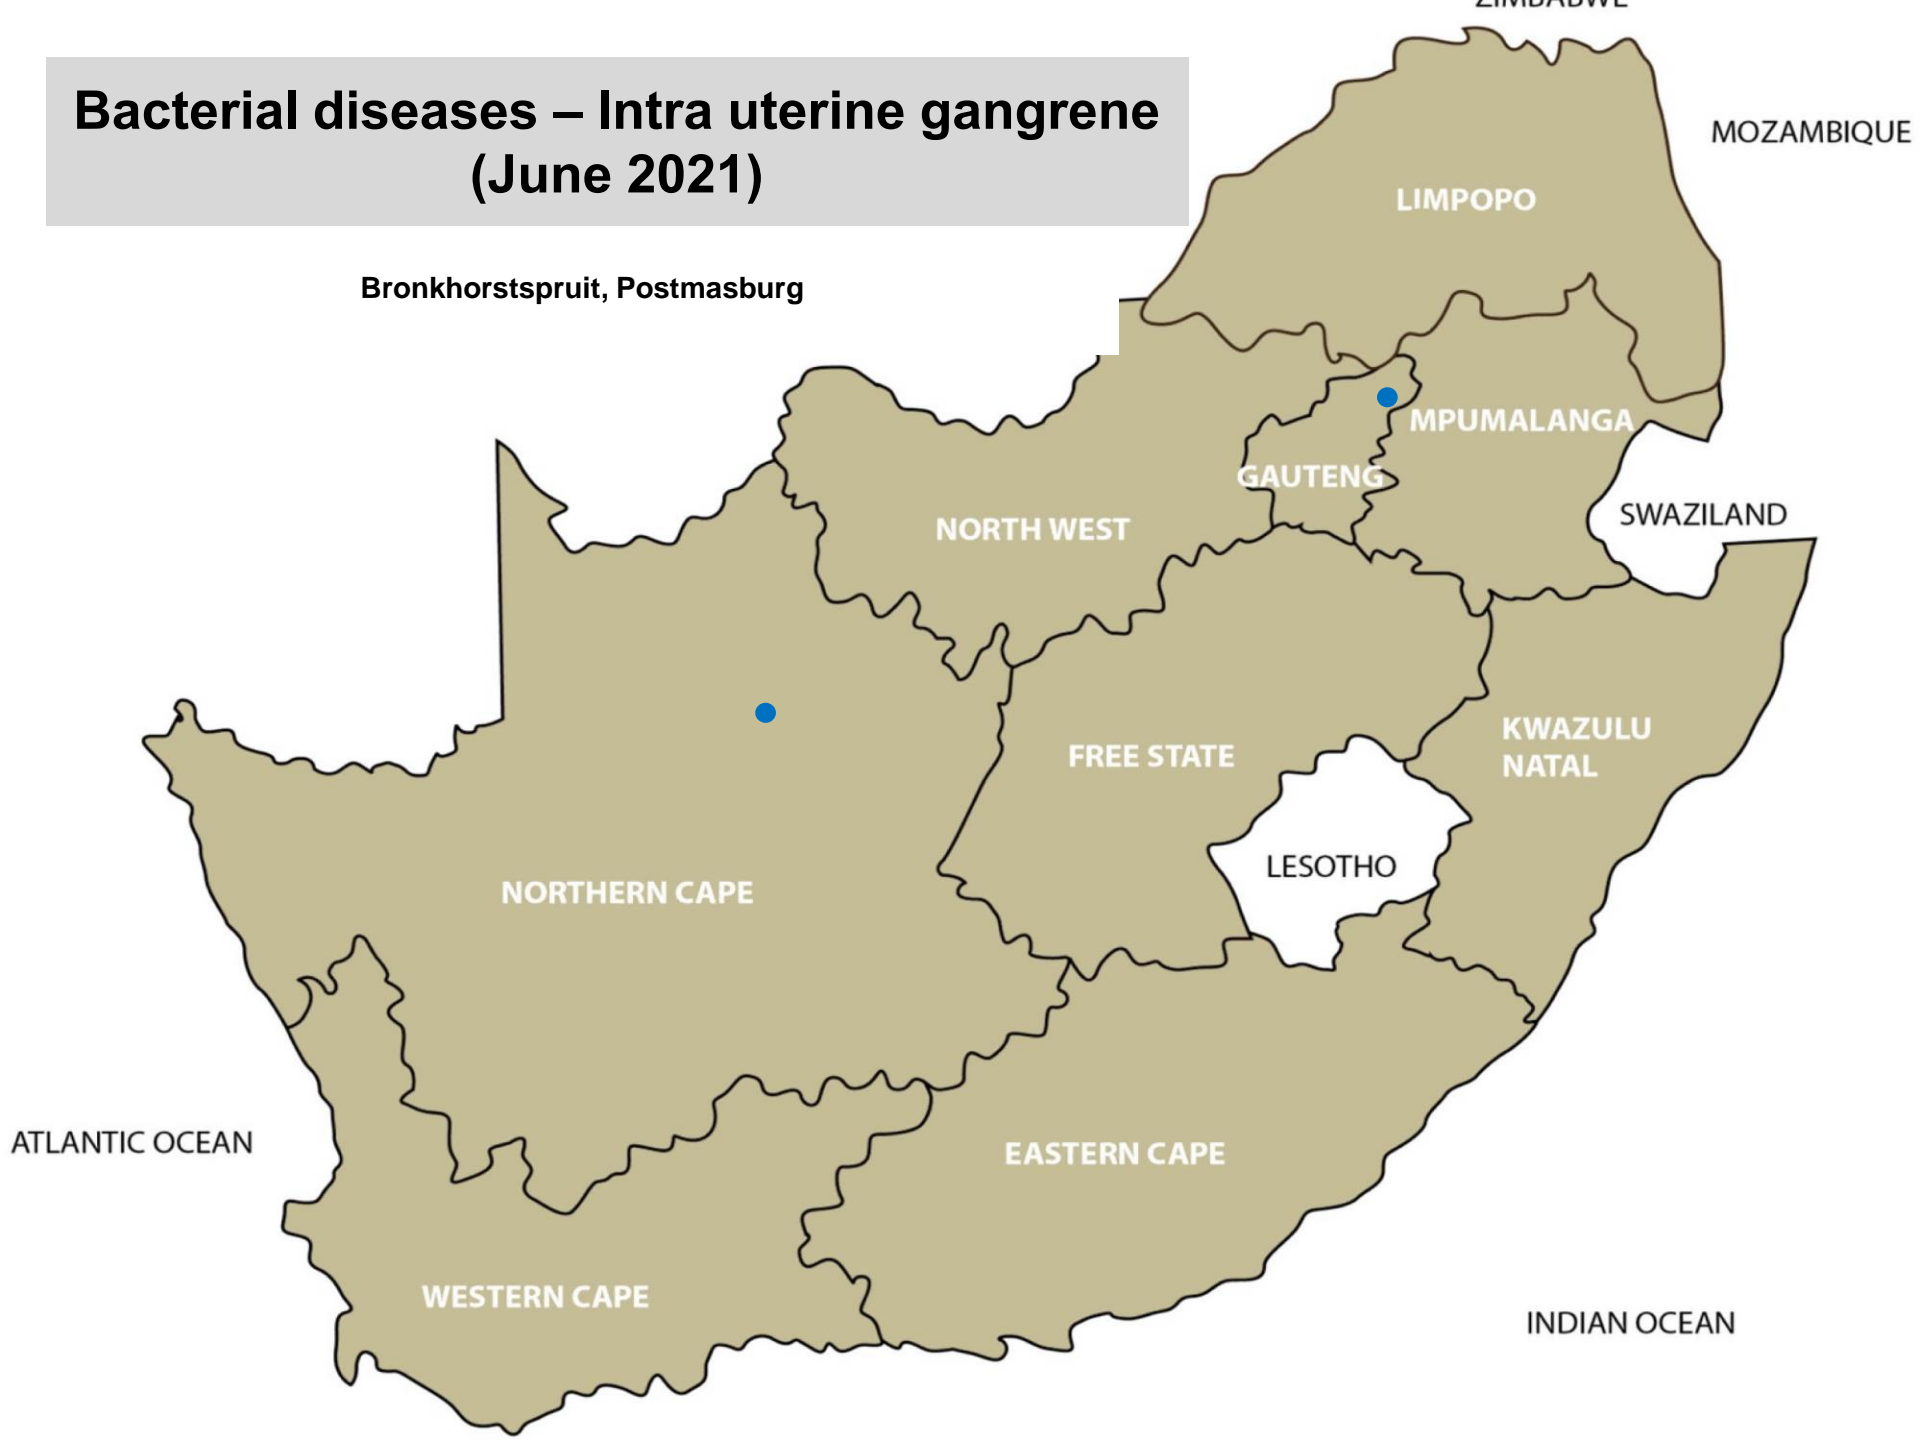 ZIMBABWE
Bacterial diseases – Intra uterine gangrene
(June 2021)
MOZAMBIQUE
LIMPOPO
Bronkhorstspruit, Postmasburg
MPUMALANGA
GAUTENG
SWAZILAND
NORTH WEST
KWAZULU
NATAL
FREE STATE
LESOTHO
NORTHERN CAPE
ATLANTIC OCEAN
EASTERN CAPE
WESTERN CAPE
INDIAN OCEAN